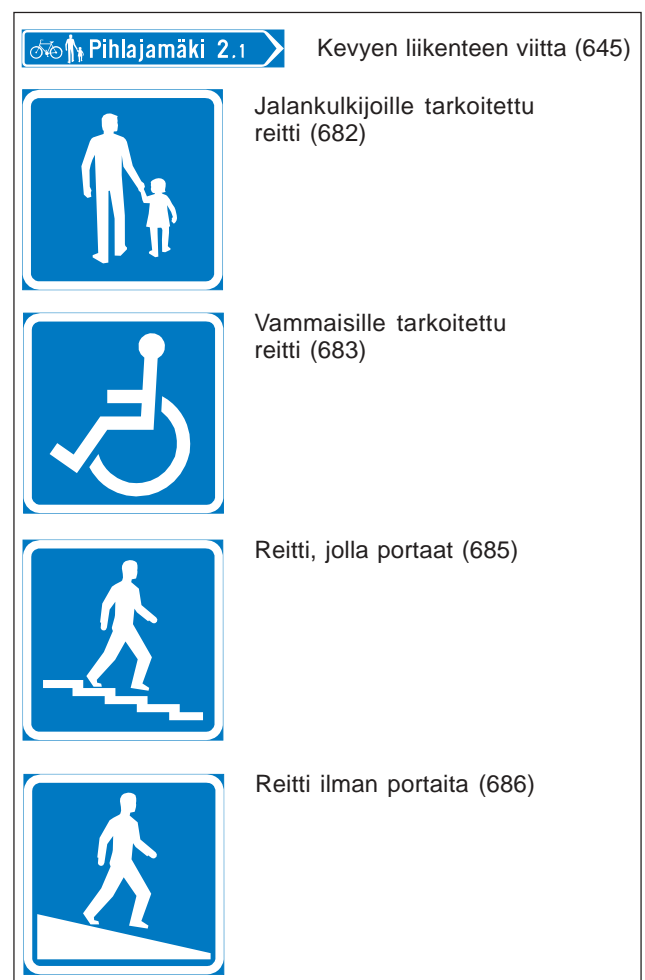 Pihlajamäki 2.1
Kevyen liikenteen viitta (645)
Jalankulkijoille tarkoitettu
reitti (682)
Vammaisille tarkoitettu
reitti (683)
Reitti, jolla portaat (685)
Reitti ilman portaita (686)